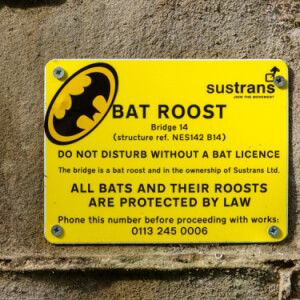 sustrans
JOIN THE MOVEMENT
BAT ROOST
Bridge 14
(structure ref. NES142 B14)
DO NOT DISTURB WITHOUT A BAT LICENCE
The bridge is a bat roost and in the ownership of Sustrans Ltd.
ALL BATS AND THEIR ROOSTS
ARE PROTECTED BY LAW
Phone this number before proceeding with works:
0113 245 0006